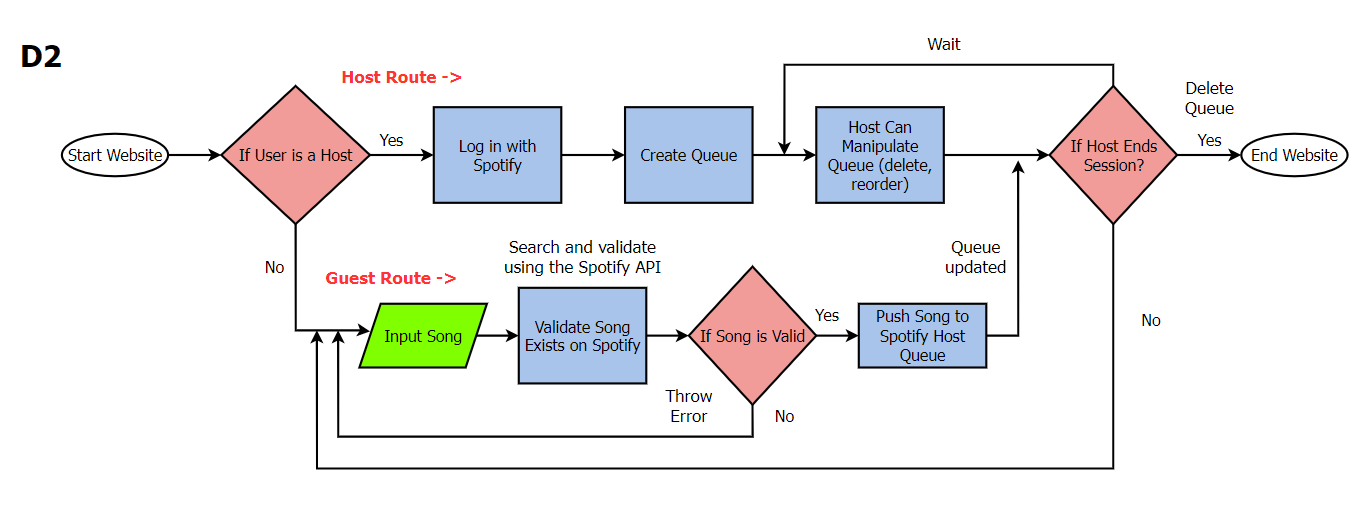 D2
Host Route ->
Wait
Delete
Queue
Start Website
If User is a Host
Yes
Log in with
Spotify
Create Queue
Host Can
Manipulate
Queue (delete,
reorder)
If Host Ends
Session?
Yes
End Website
No
Guest Route ->
Search and validate
using the Spotify API
Queue
updated
Input Song
Validate Song
Exists on Spotify
If Song is Valid
Yes
Push Song to
Spotify Host
Queue
No
Throw
Error
No